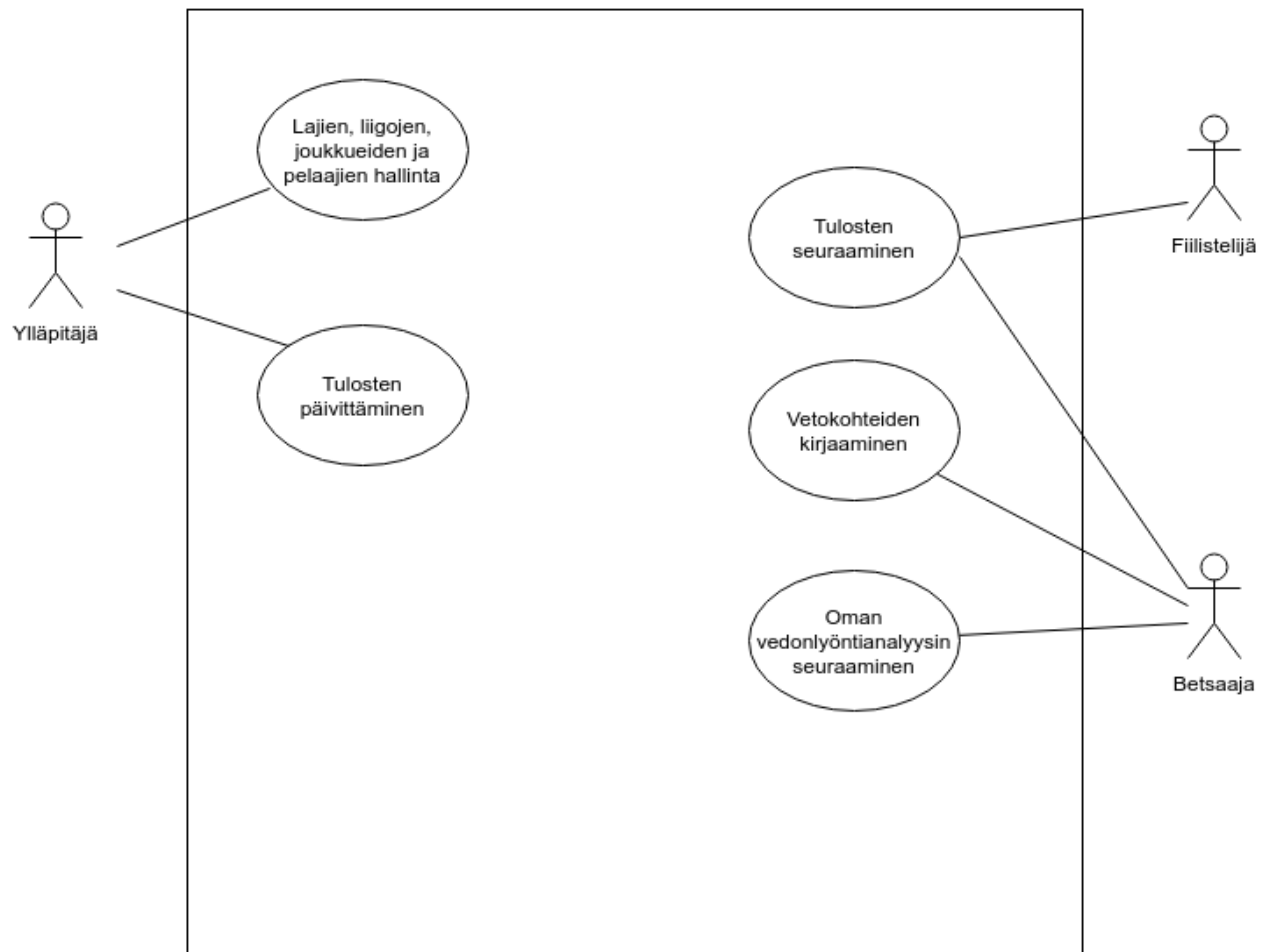 Lajien, liigojen,
joukkueiden ja
pelaajien hallinta
Tulosten
seuraaminen
Fiilistelijä
Ylläpitäjä
Tulosten
päivittäminen
Vetokohteiden
kirjaaminen
Oman
vedonlyöntianalyysin
seuraaminen
Betsaaja